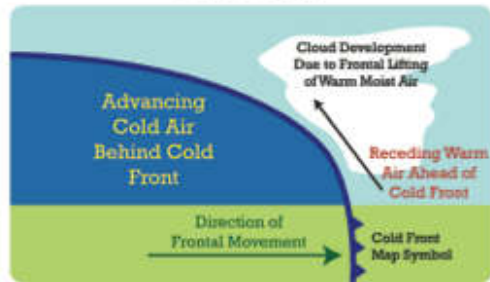 Cloud Development
Due to Frontal Lifting
of Warm Moist Air
Advancing
Cold Air
Behind Cold
Front
Receding Warm
Air Ahead of
Cold Front
Direction of
Frontal Movement
Cold Front
Map Symbol